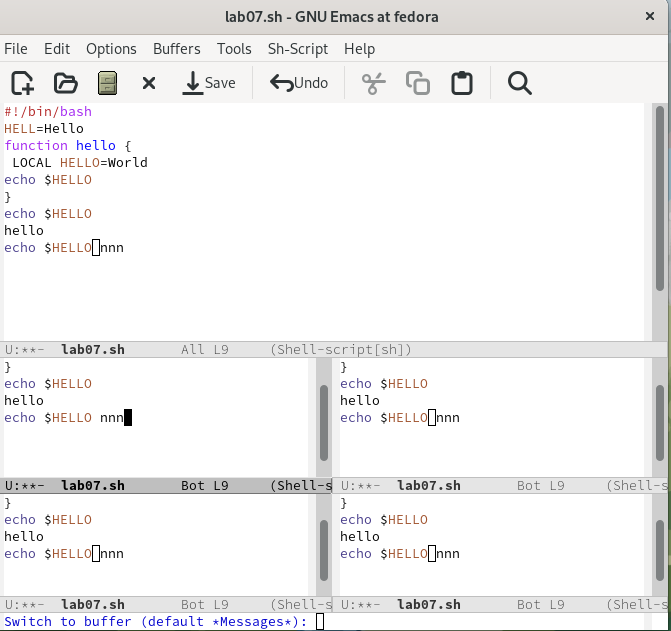 lab07.sh - GNU Emacs at fedora
File Edit Options Buffers Tools Sh-Script Help
Save Undo
#!/bin/bash
HELL=Hello
function hello {
 LOCAL HELLO=World
echo $HELLO
}
echo $HELLO
hello
echo $HELLO nnn
U:**- lab07.sh All L9 (Shell-script[sh])
}
echo $HELLO
hello
echo $HELLO nnn
U:**- lab07.sh Bot L9 (Shell-s
}
echo $HELLO
hello
echo $HELLO nnn
U:**- lab07.sh Bot L9 (Shell-s
}
echo $HELLO
hello
echo $HELLO nnn
U:**- lab07.sh Bot L9 (Shell-s
}
echo $HELLO
hello
echo $HELLO nnn
U:**- lab07.sh Bot L9 (Shell-s
Switch to buffer (default *Messages*):